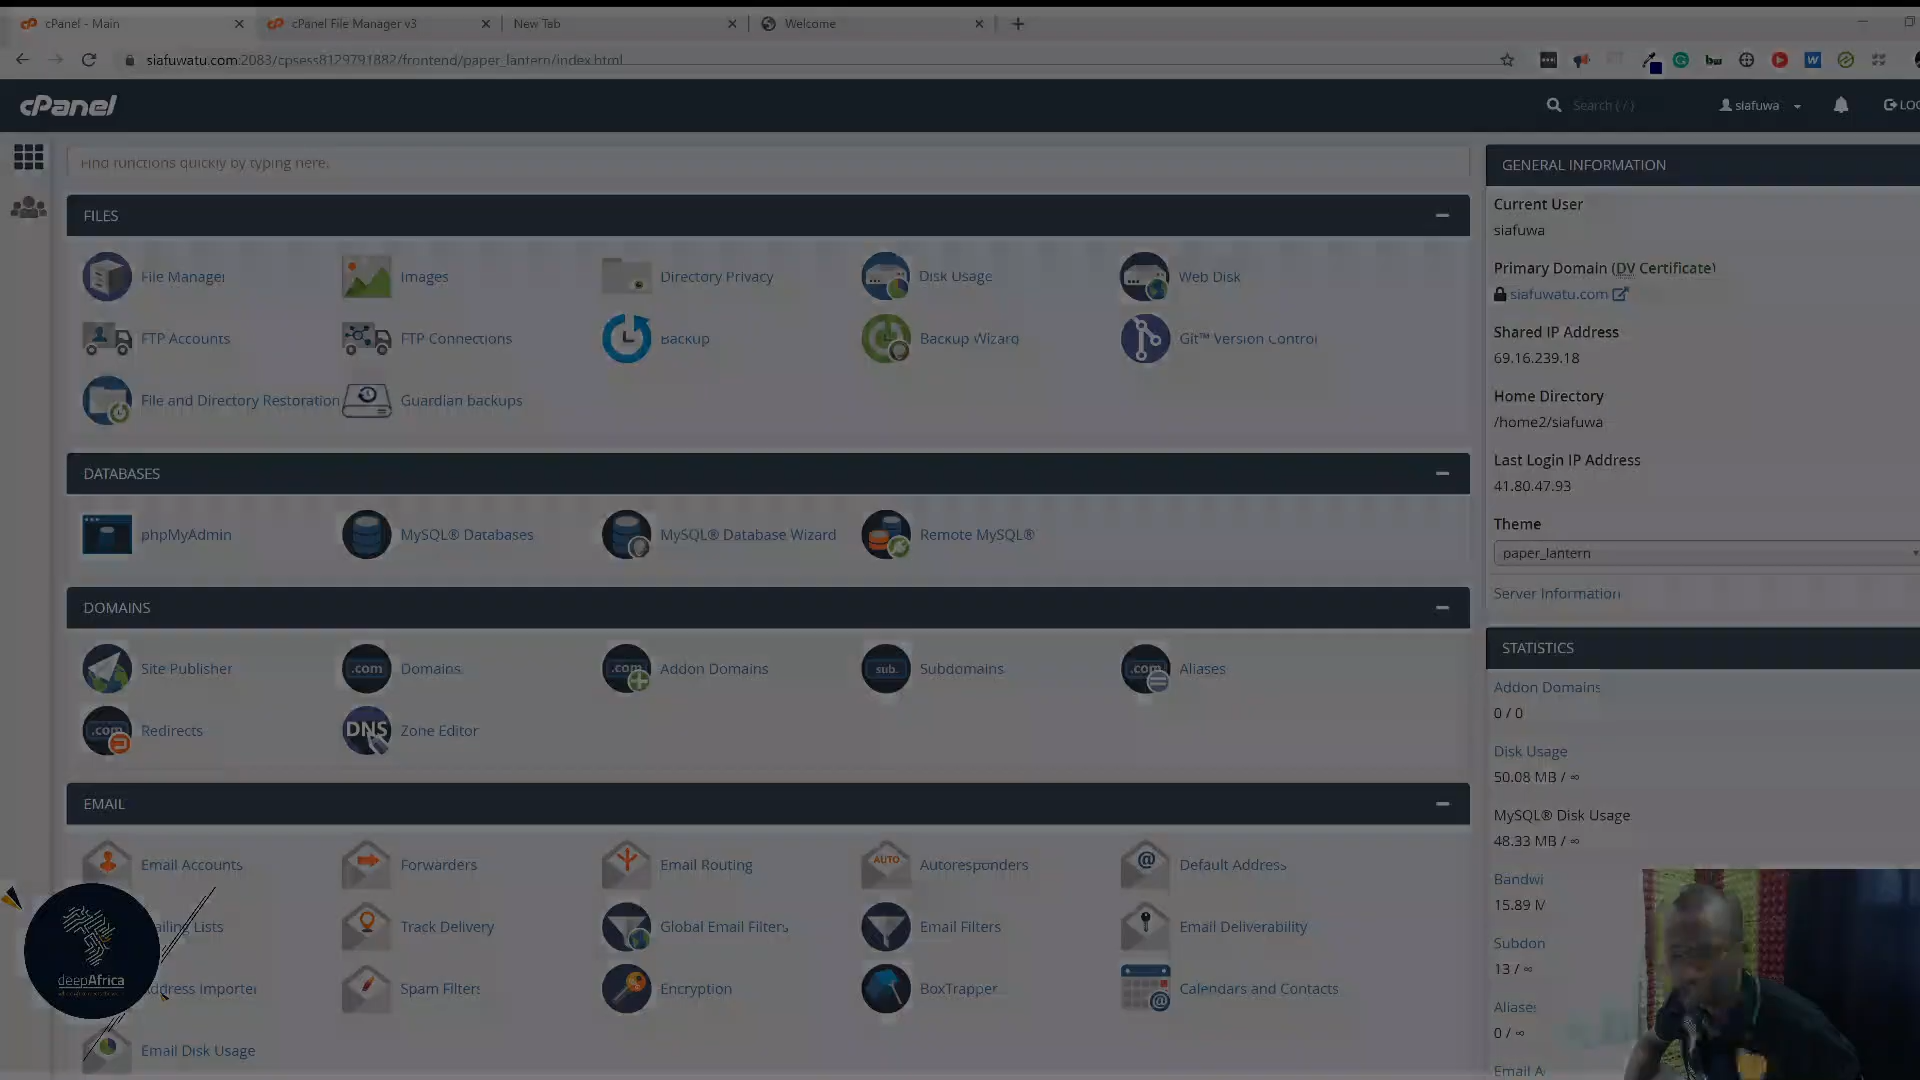 cPanel - Main
cPanel File Manager v3
New Tab
Welcome
siafuwatu.com:2083/cpsess8129791882/frontend/paper_lantern/index.html
cPanel
Search ( / )
siafuwa
Find functions quickly by typing here.
FILES
File Manager
Images
Directory Privacy
Disk Usage
Web Disk
FTP Accounts
FTP Connections
Backup
Backup Wizard
Git™ Version Control
File and Directory Restoration
Guardian backups
DATABASES
phpMyAdmin
MySQL® Databases
MySQL® Database Wizard
Remote MySQL®
DOMAINS
Site Publisher
.com
Domains
.com
Addon Domains
sub.
Subdomains
.com
Aliases
.com
Redirects
DNS
Zone Editor
EMAIL
Email Accounts
Forwarders
Email Routing
AUTO
Autoresponders
Default Address
Lists
Track Delivery
Global Email Filters
Email Filters
Email Deliverability
Importer
Spam Filters
Encryption
BoxTrapper
Calendars and Contacts
Email Disk Usage
deepAfrica
GENERAL INFORMATION
Current User
siafuwa
Primary Domain (DV Certificate)
siafuwatu.com
Shared IP Address
69.16.239.18
Home Directory
/home2/siafuwa
Last Login IP Address
41.80.47.93
Theme
paper_lantern
Server Information
STATISTICS
Addon Domains
0 / 0
Disk Usage
50.08 MB / ∞
MySQL® Disk Usage
48.33 MB / ∞
Bandwi
15.89 M
Subdon
13 / ∞
Aliases
0 / ∞
Email A